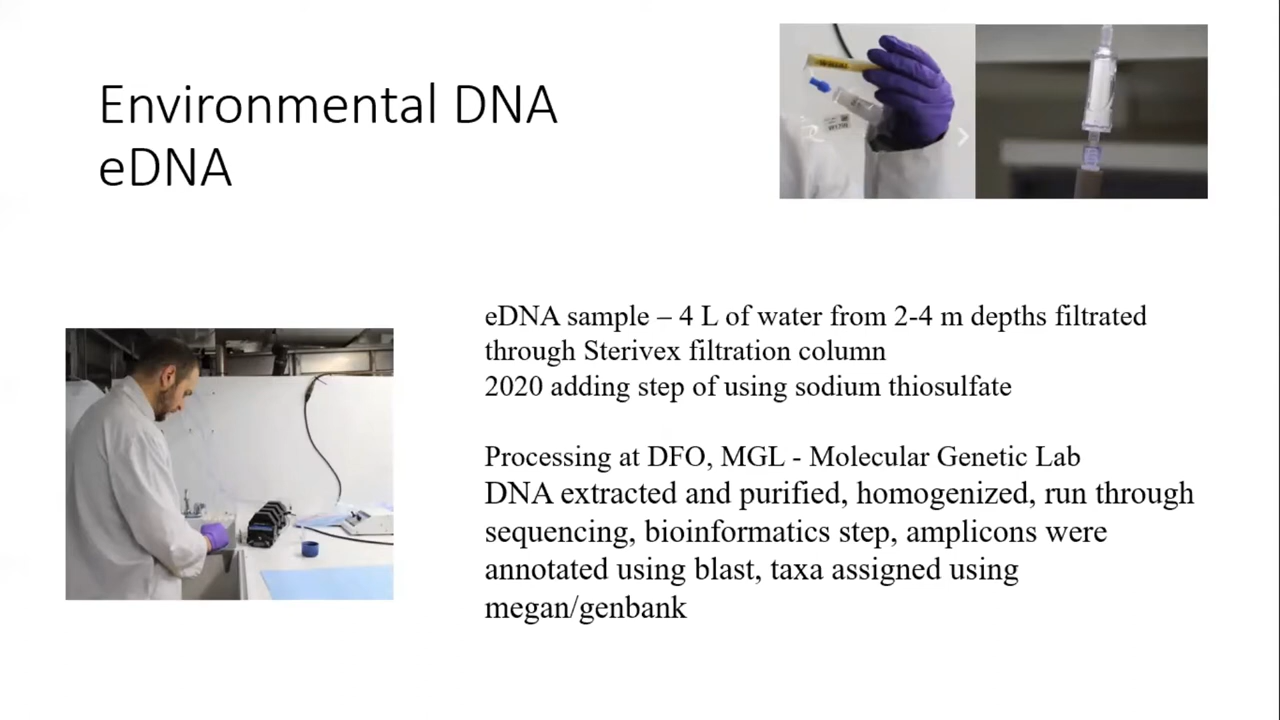 Environmental DNA
eDNA
eDNA sample – 4 L of water from 2-4 m depths filtrated
through Sterivex filtration column
2020 adding step of using sodium thiosulfate
Processing at DFO, MGL - Molecular Genetic Lab
DNA extracted and purified, homogenized, run through
sequencing, bioinformatics step, amplicons were
annotated using blast, taxa assigned using
megan/genbank